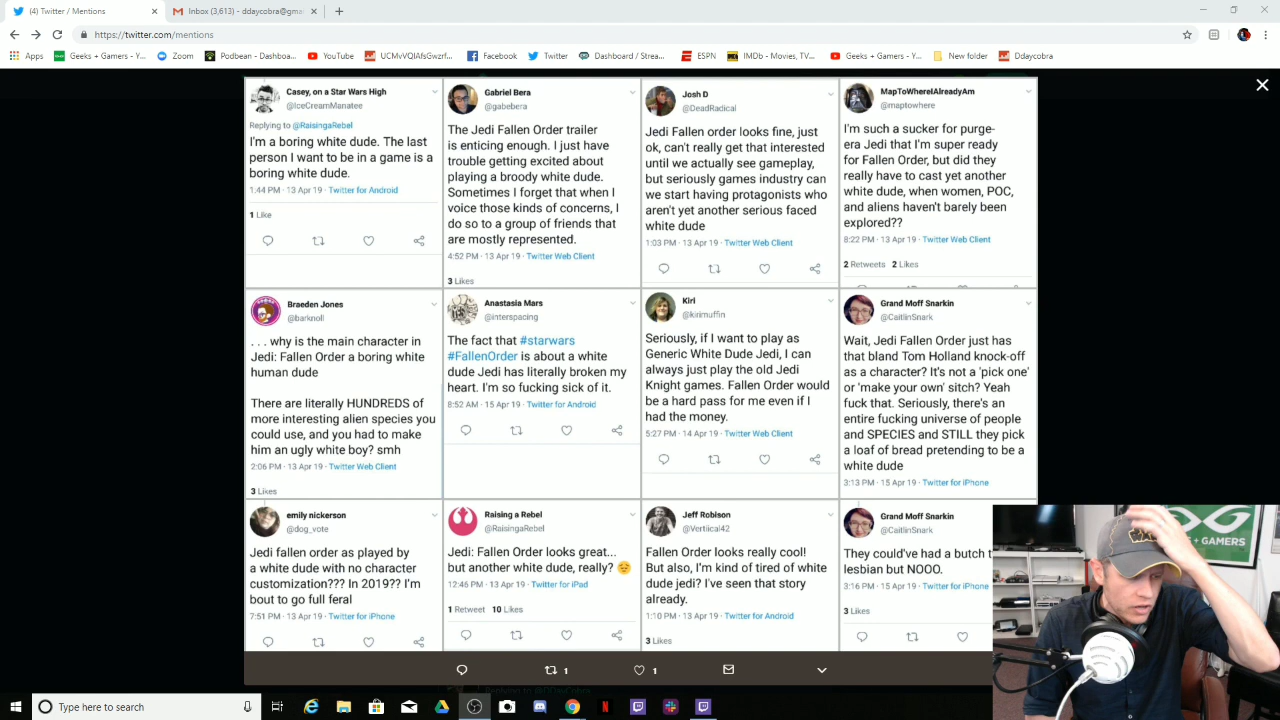 (4) Twitter / Mentions
Inbox (3,613) - ddaycobra@gma
https://twitter.com/mentions
Apps
Geeks + Gamers - Y...
Zoom
Podbean - Dashboa...
YouTube
UCMvVQIAfsGwzrf...
Facebook
Twitter
Dashboard / Strea...
ESPN
IMDb - Movies, TV...
Geeks + Gamers - Y...
New folder
Ddaycobra
Casey, on a Star Wars High
@IceCreamManatee
Replying to @RaisingaRebel
I'm a boring white dude. The last
person I want to be in a game is a
boring white dude.
1:44 PM · 13 Apr 19 · Twitter for Android
1 Like
Gabriel Bera
@gabebera
The Jedi Fallen Order trailer
is enticing enough. I just have
trouble getting excited about
playing a broody white dude.
Sometimes I forget that when I
voice those kinds of concerns, I
do so to a group of friends that
are mostly represented.
4:52 PM · 13 Apr 19 · Twitter Web Client
3 Likes
Josh D
@DeadRadical
Jedi Fallen order looks fine, just
ok, can't really get that interested
until we actually see gameplay,
but seriously games industry can
we start having protagonists who
aren't yet another serious faced
white dude
1:03 PM · 13 Apr 19 · Twitter Web Client
MapToWhereIAlreadyAm
@maptowhere
I'm such a sucker for purge-
era Jedi that I'm super ready
for Fallen Order, but did they
really have to cast yet another
white dude, when women, POC,
and aliens haven't barely been
explored??
8:22 PM · 13 Apr 19 · Twitter Web Client
2 Retweets 2 Likes
Braeden Jones
@barknoll
. . . why is the main character in
Jedi: Fallen Order a boring white
human dude
There are literally HUNDREDS of
more interesting alien species you
could use, and you had to make
him an ugly white boy? smh
2:06 PM · 13 Apr 19 · Twitter Web Client
3 Likes
Anastasia Mars
@interspacing
The fact that #starwars
#FallenOrder is about a white
dude Jedi has literally broken my
heart. I'm so fucking sick of it.
8:52 AM · 15 Apr 19 · Twitter for Android
Kiri
@kirimuffin
Seriously, if I want to play as
Generic White Dude Jedi, I can
always just play the old Jedi
Knight games. Fallen Order would
be a hard pass for me even if I
had the money.
5:27 PM · 14 Apr 19 · Twitter Web Client
Grand Moff Snarkin
@CaitlinSnark
Wait, Jedi Fallen Order just has
that bland Tom Holland knock-off
as a character? It's not a 'pick one'
or 'make your own' sitch? Yeah
fuck that. Seriously, there's an
entire fucking universe of people
and SPECIES and STILL they pick
a loaf of bread pretending to be a
white dude
3:13 PM · 15 Apr 19 · Twitter for iPhone
emily nickerson
@dog_vote
Jedi fallen order as played by
a white dude with no character
customization??? In 2019?? I'm
bout to go full feral
7:51 PM · 13 Apr 19 · Twitter for iPhone
Raising a Rebel
@RaisingaRebel
Jedi: Fallen Order looks great...
but another white dude, really? 😔
12:46 PM · 13 Apr 19 · Twitter for iPad
1 Retweet 10 Likes
Jeff Robison
@Vertiical42
Fallen Order looks really cool!
But also, I'm kind of tired of white
dude jedi? I've seen that story
already.
1:10 PM · 13 Apr 19 · Twitter for Android
3 Likes
Grand Moff Snarkin
@CaitlinSnark
They could've had a butch t
lesbian but NOOO.
3:16 PM · 15 Apr 19 · Twitter for iPhone
3 Likes
1
1
Replying to @DDayCobra
+ GAMERS
Type here to search